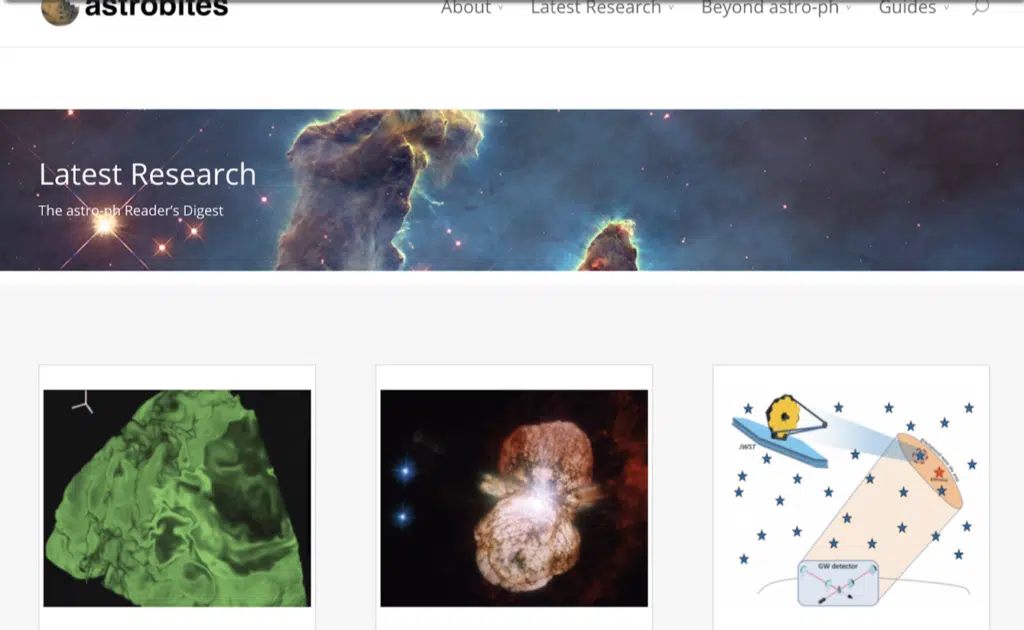 astrobites
About
Latest Research
Beyond astro-ph
Guides
Latest Research
The astro-ph Reader's Digest
JWST
GW detector